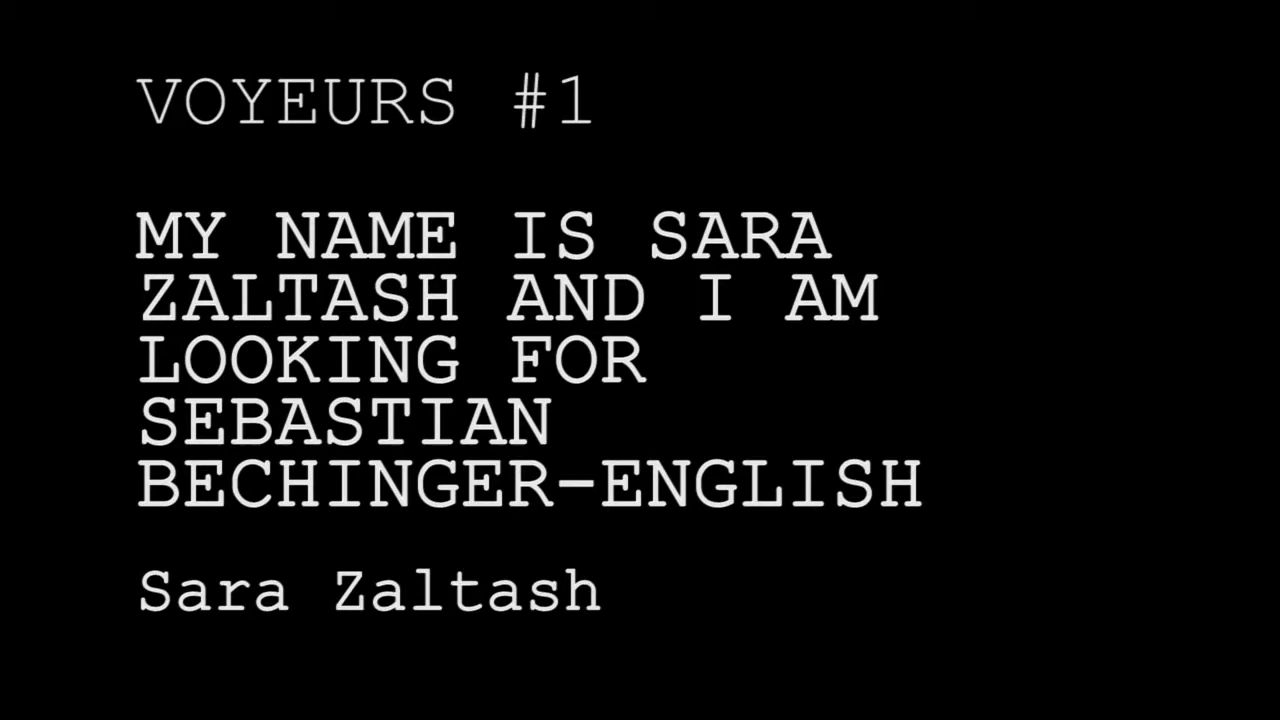 VOYEURS #1
MY NAME IS SARA
ZALTASH AND I AM
LOOKING FOR
SEBASTIAN
BECHINGER-ENGLISH
Sara Zaltash